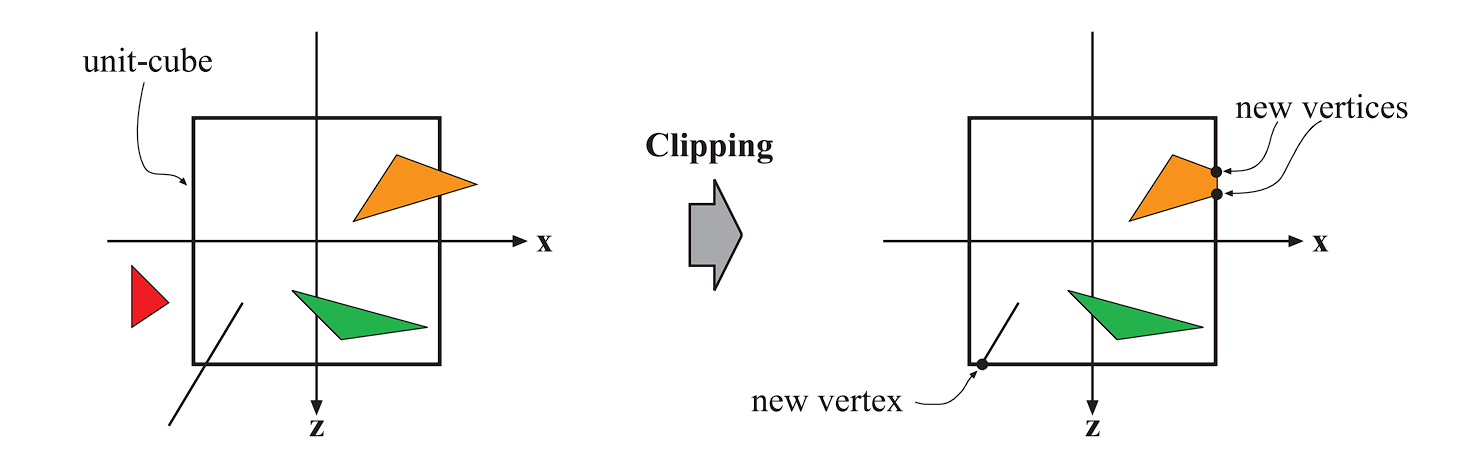 unit-cube
x
z
Clipping
new vertices
x
new vertex
z